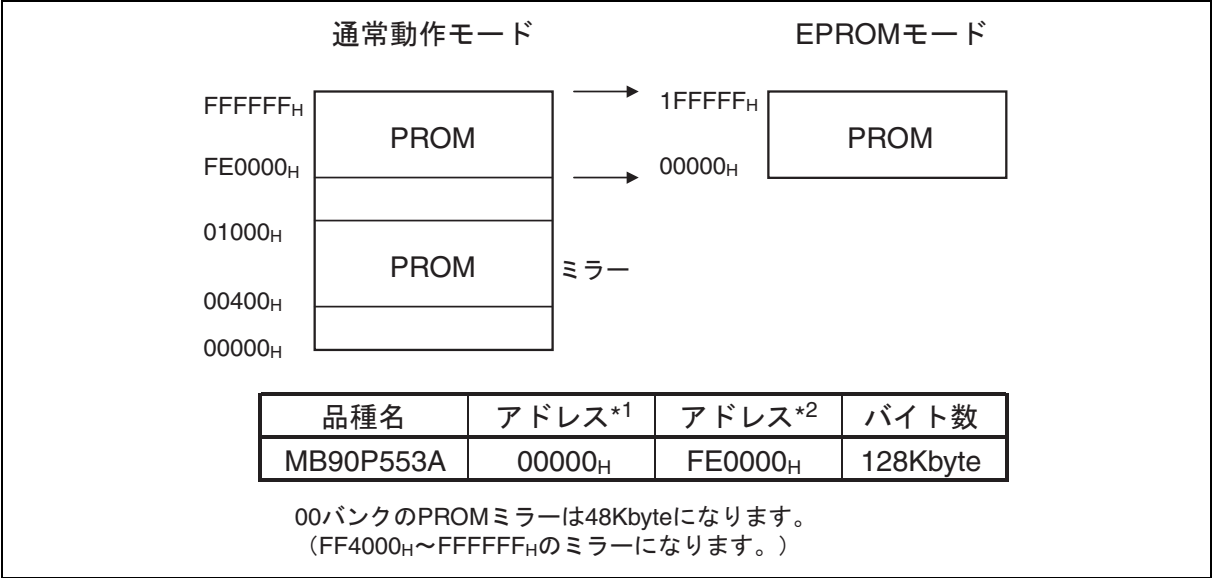 通常動作モード
EPROMモード
FFFFFFH
PROM
FE0000H
01000H
PROM
ミラー
00400H
00000H
1FFFFFH
PROM
00000H
品種名 アドレス*1 アドレス*2 バイト数
MB90P553A 00000H FE0000H 128Kbyte
00バンクのPROMミラーは48Kbyteになります。
（FF4000H～FFFFFFHのミラーになります。）